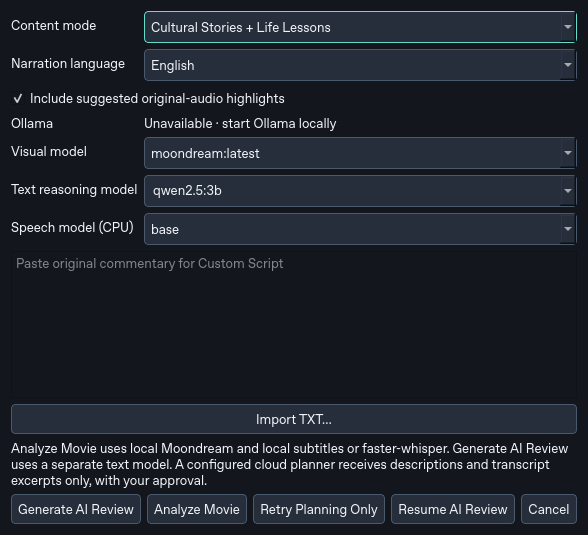 Content mode
Cultural Stories + Life Lessons
Narration language
English
Include suggested original-audio highlights
Ollama
Unavailable · start Ollama locally
Visual model
moondream:latest
Text reasoning model
qwen2.5:3b
Speech model (CPU)
base
Paste original commentary for Custom Script
Import TXT...
Analyze Movie uses local Moondream and local subtitles or faster-whisper. Generate AI Review
uses a separate text model. A configured cloud planner receives descriptions and transcript
excerpts only, with your approval.
Generate AI Review
Analyze Movie
Retry Planning Only
Resume AI Review
Cancel